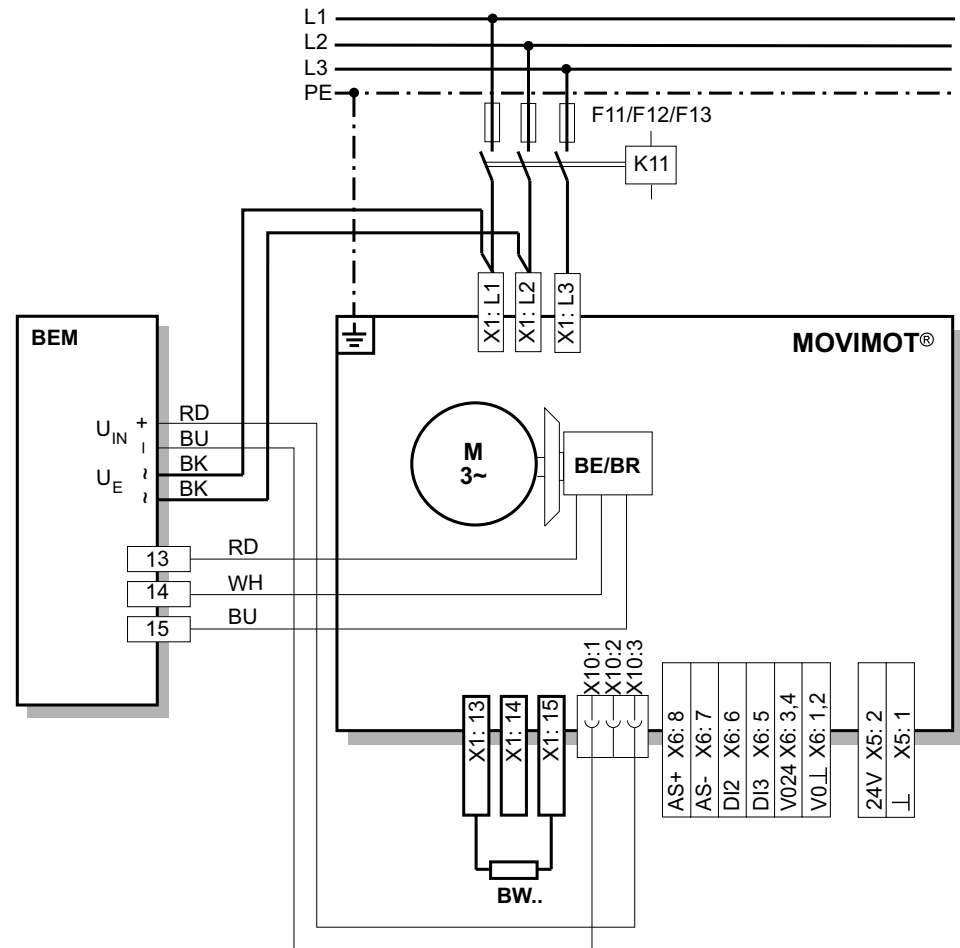 L1
L2
L3
PE
F11/F12/F13
K11
X1: L1
X1: L2
X1: L3
BEM
MOVIMOT®
U_IN + RD
– BU
U_E ~ BK
~ BK
M
3~
BE/BR
13 RD
14 WH
15 BU
X10:1
X10:2
X10:3
X1: 13
X1: 14
X1: 15
AS+ X6: 8
AS- X6: 7
DI2 X6: 6
DI3 X6: 5
V024 X6: 3,4
V0⊥ X6: 1,2
24V X5: 2
⊥ X5: 1
BW..